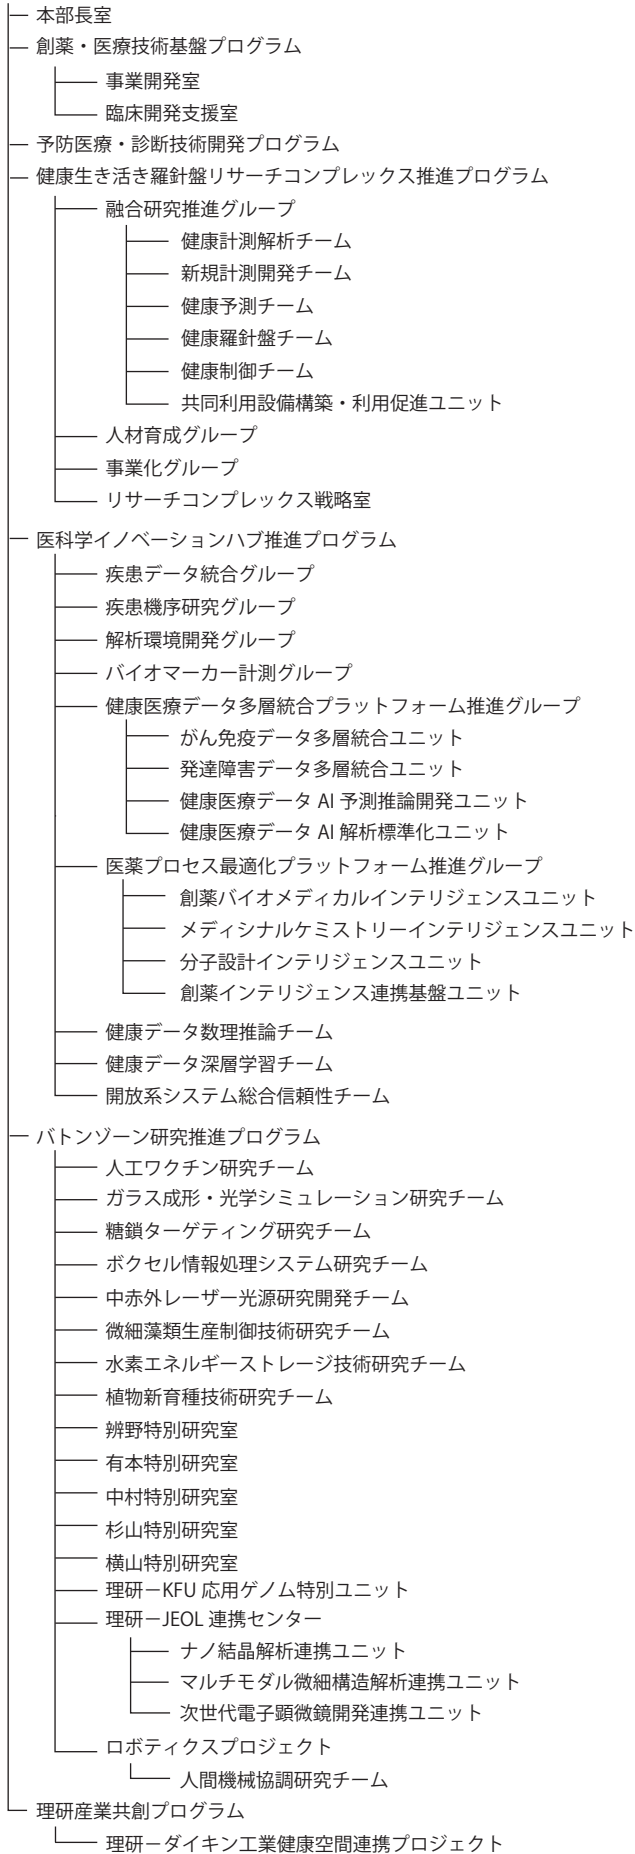 本部長室
創薬・医療技術基盤プログラム
事業開発室
臨床開発支援室
予防医療・診断技術開発プログラム
健康生き活き羅針盤リサーチコンプレックス推進プログラム
融合研究推進グループ
健康計測解析チーム
新規計測開発チーム
健康予測チーム
健康羅針盤チーム
健康制御チーム
共同利用設備構築・利用促進ユニット
人材育成グループ
事業化グループ
リサーチコンプレックス戦略室
医科学イノベーションハブ推進プログラム
疾患データ統合グループ
疾患機序研究グループ
解析環境開発グループ
バイオマーカー計測グループ
健康医療データ多層統合プラットフォーム推進グループ
がん免疫データ多層統合ユニット
発達障害データ多層統合ユニット
健康医療データ AI 予測推論開発ユニット
健康医療データ AI 解析標準化ユニット
医薬プロセス最適化プラットフォーム推進グループ
創薬バイオメディカルインテリジェンスユニット
メディシナルケミストリーインテリジェンスユニット
分子設計インテリジェンスユニット
創薬インテリジェンス連携基盤ユニット
健康データ数理推論チーム
健康データ深層学習チーム
開放系システム総合信頼性チーム
バトンゾーン研究推進プログラム
人工ワクチン研究チーム
ガラス成形・光学シミュレーション研究チーム
糖鎖ターゲティング研究チーム
ボクセル情報処理システム研究チーム
中赤外レーザー光源研究開発チーム
微細藻類生産制御技術研究チーム
水素エネルギーストレージ技術研究チーム
植物新育種技術研究チーム
辨野特別研究室
有本特別研究室
中村特別研究室
杉山特別研究室
横山特別研究室
理研－KFU 応用ゲノム特別ユニット
理研－JEOL 連携センター
ナノ結晶解析連携ユニット
マルチモダル微細構造解析連携ユニット
次世代電子顕微鏡開発連携ユニット
ロボティクスプロジェクト
人間機械協調研究チーム
理研産業共創プログラム
理研－ダイキン工業健康空間連携プロジェクト